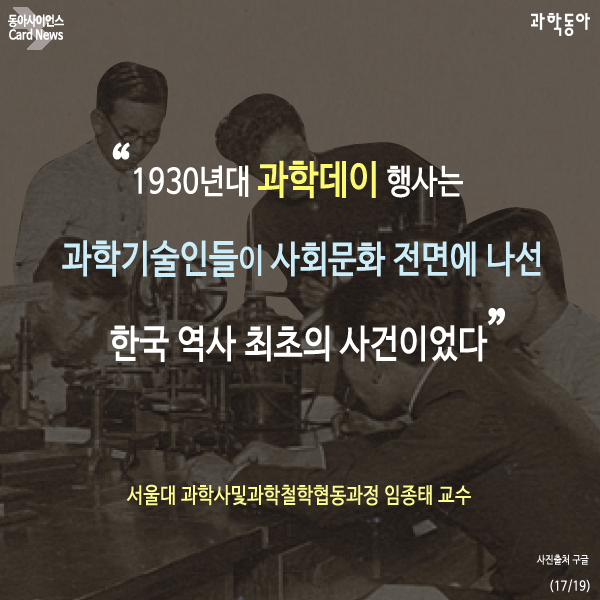 동아사이언스
Card News
과학동아
“1930년대 과학데이 행사는
과학기술인들이 사회문화 전면에 나선
한국 역사 최초의 사건이었다”
서울대 과학사및과학철학협동과정 임종태 교수
사진출처 구글
(17/19)